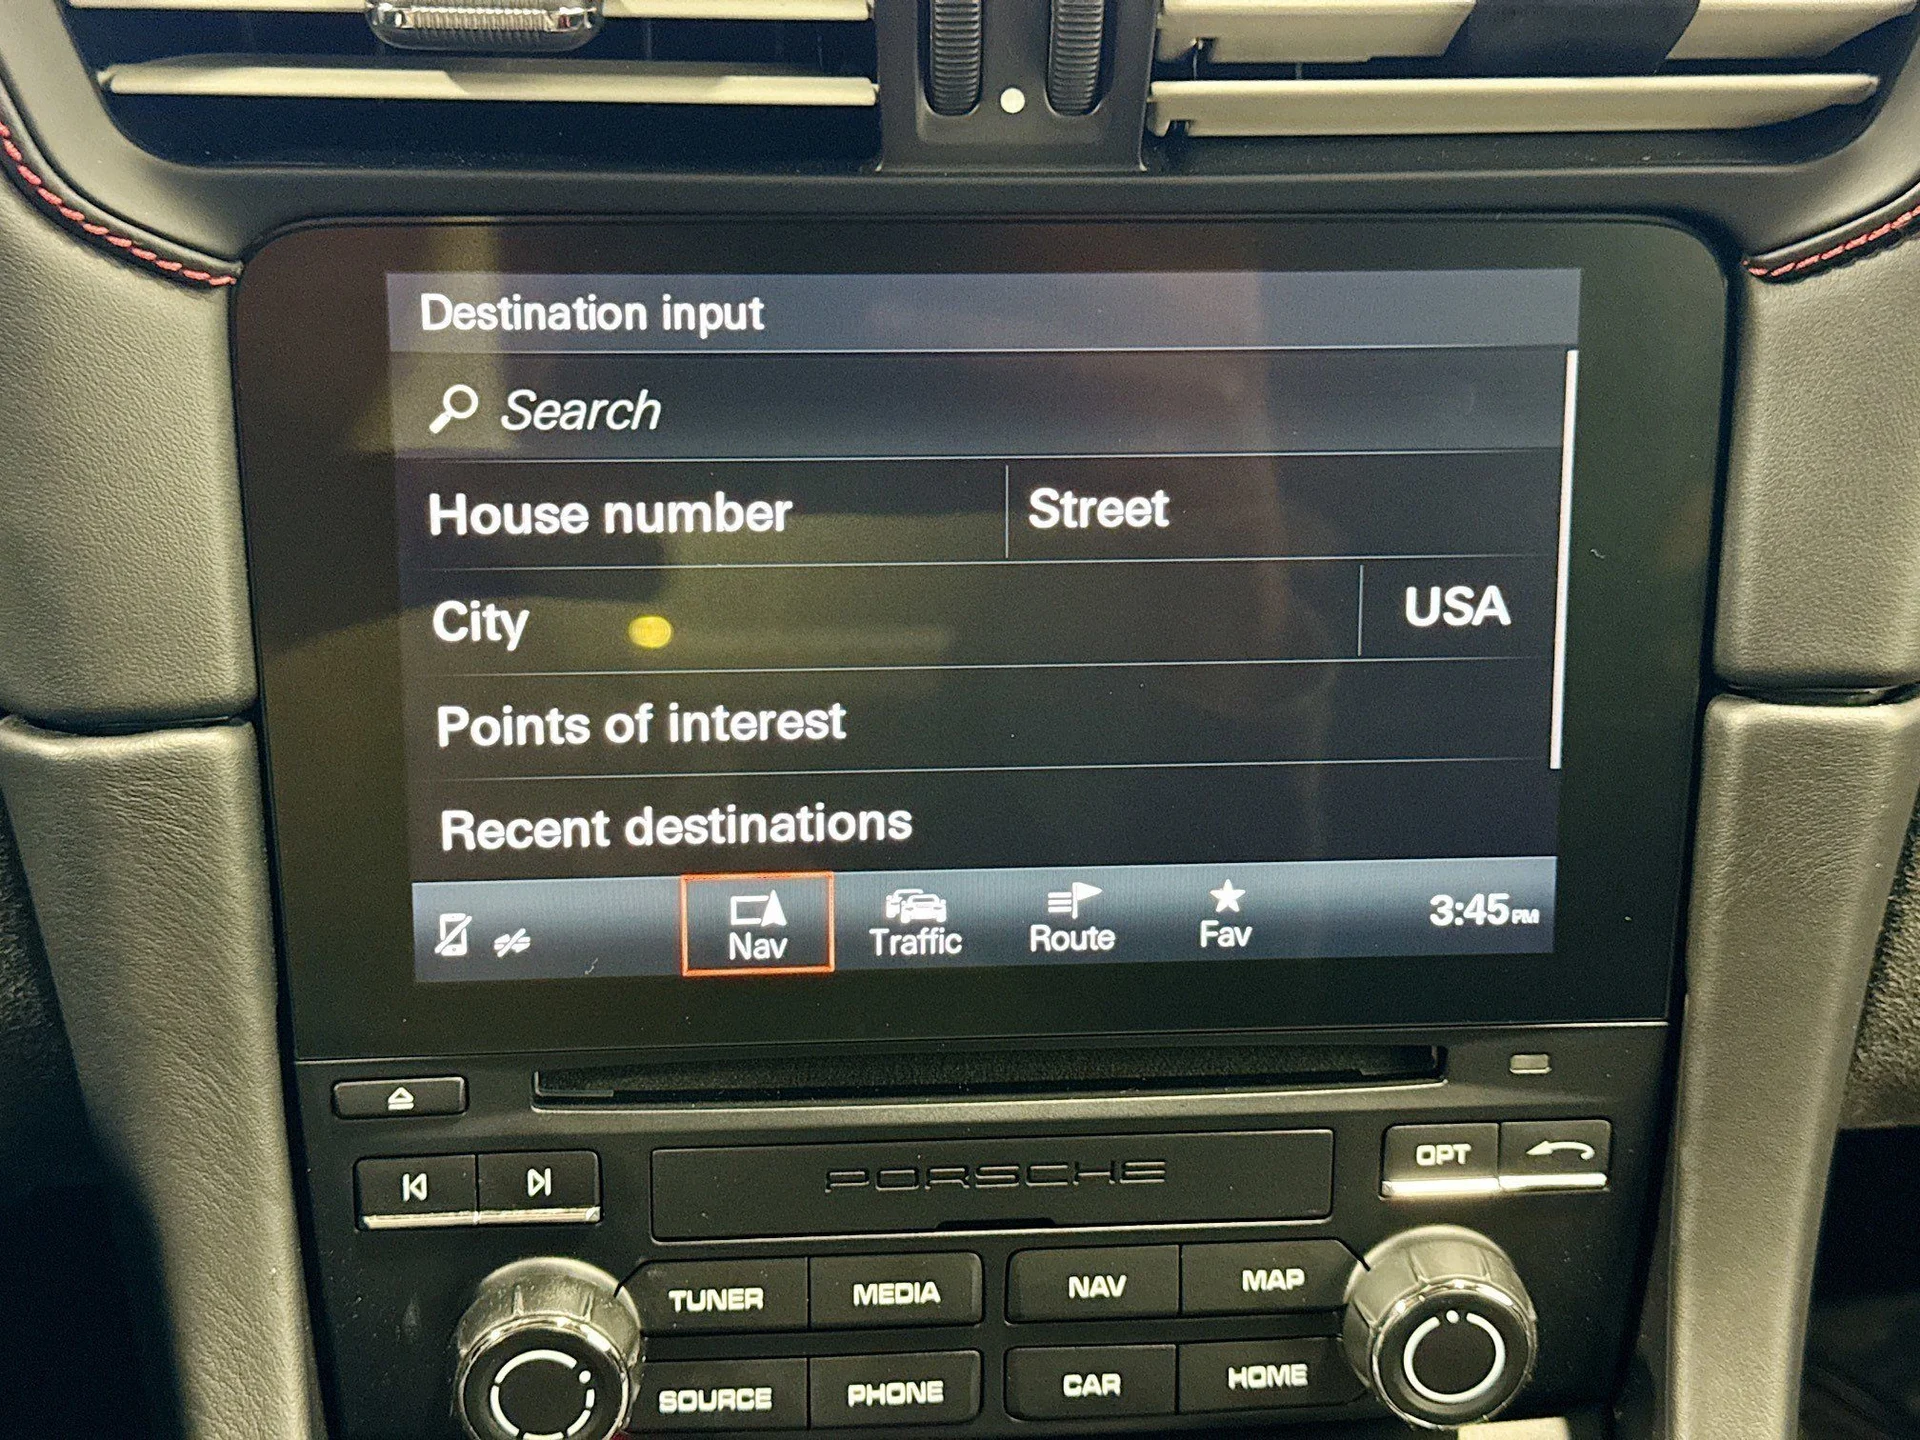 Destination input
Search
House number Street
City USA
Points of interest
Recent destinations
Nav Traffic Route Fav 3:45PM
PORSCHE OPT
TUNER MEDIA NAV MAP
SOURCE PHONE CAR HOME